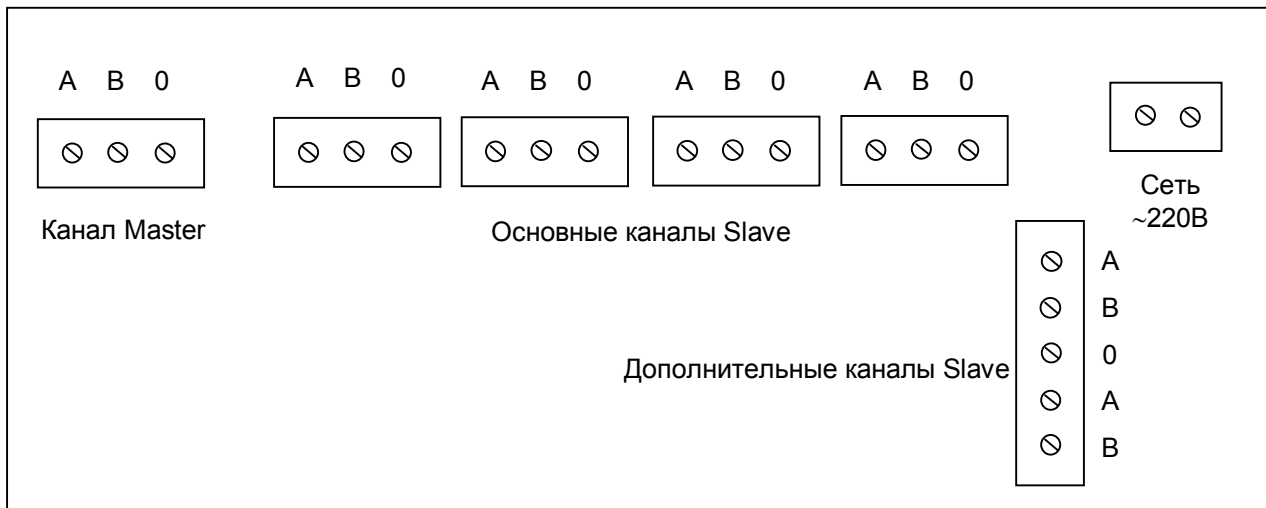 A B 0
A B 0
A B 0
A B 0
A B 0
Канал Master
Основные каналы Slave
Сеть
~220В
A
B
0
A
B
Дополнительные каналы Slave